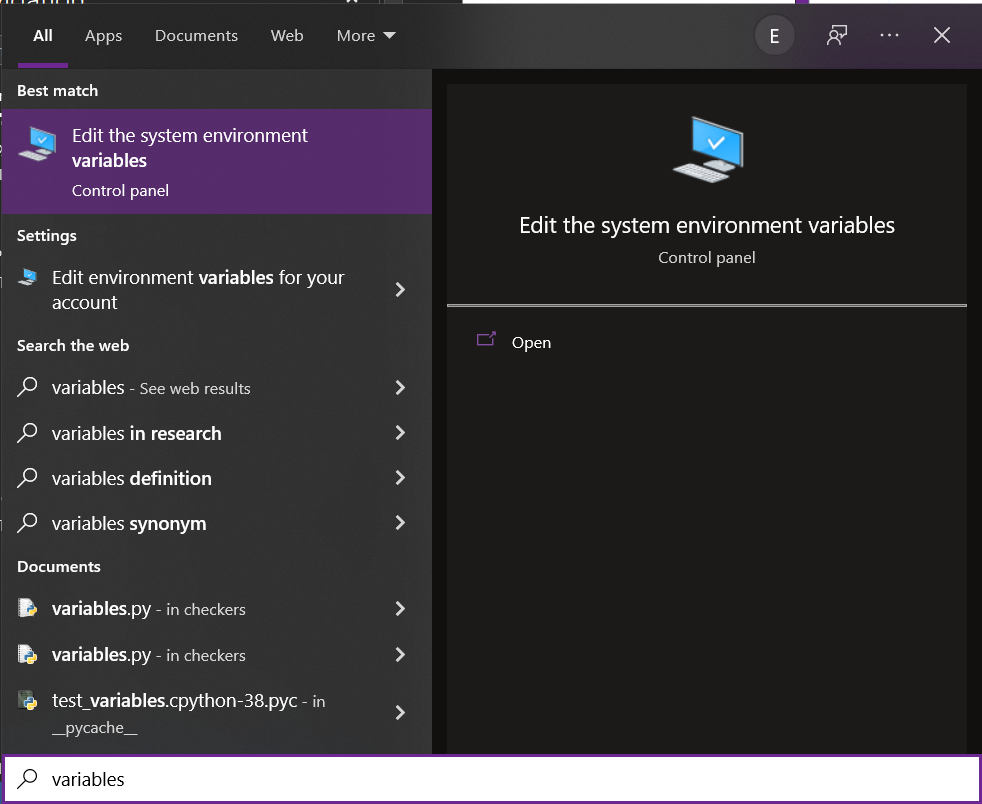 All Apps Documents Web More E
Best match
Edit the system environment
variables
Control panel
Settings
Edit environment variables for your
account
Search the web
variables - See web results
variables in research
variables definition
variables synonym
Documents
variables.py - in checkers
variables.py - in checkers
test_variables.cpython-38.pyc - in
__pycache__
Edit the system environment variables
Control panel
Open
variables